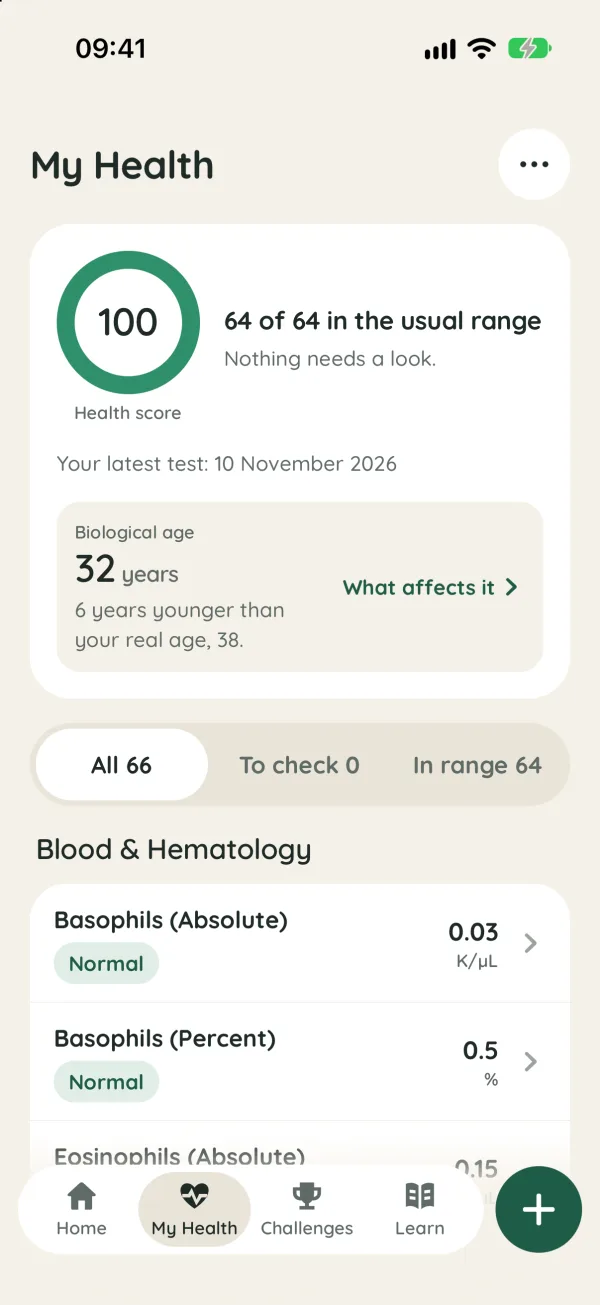 09:41
My Health
100
64 of 64 in the usual range
Nothing needs a look.
Health score
Your latest test: 10 November 2026
Biological age
32 years
6 years younger than
your real age, 38.
What affects it
All 66
To check 0
In range 64
Blood & Hematology
Basophils (Absolute)
0.03
K/µL
Normal
Basophils (Percent)
0.5
%
Normal
Eosinophils (Absolute)
0.15
Home
My Health
Challenges
Learn